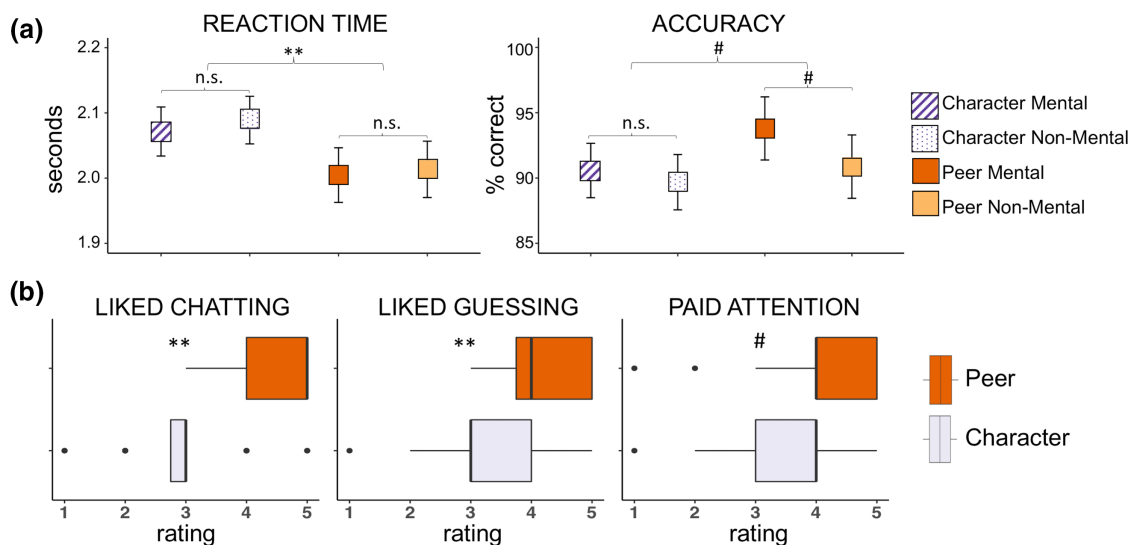 (a)
REACTION TIME
2.2
2.1
2.0
1.9
seconds
**
n.s.
n.s.
ACCURACY
100
95
90
85
% correct
#
#
n.s.
Character Mental
Character Non-Mental
Peer Mental
Peer Non-Mental
(b)
LIKED CHATTING
**
1 2 3 4 5
rating
LIKED GUESSING
**
1 2 3 4 5
rating
PAID ATTENTION
#
1 2 3 4 5
rating
Peer
Character